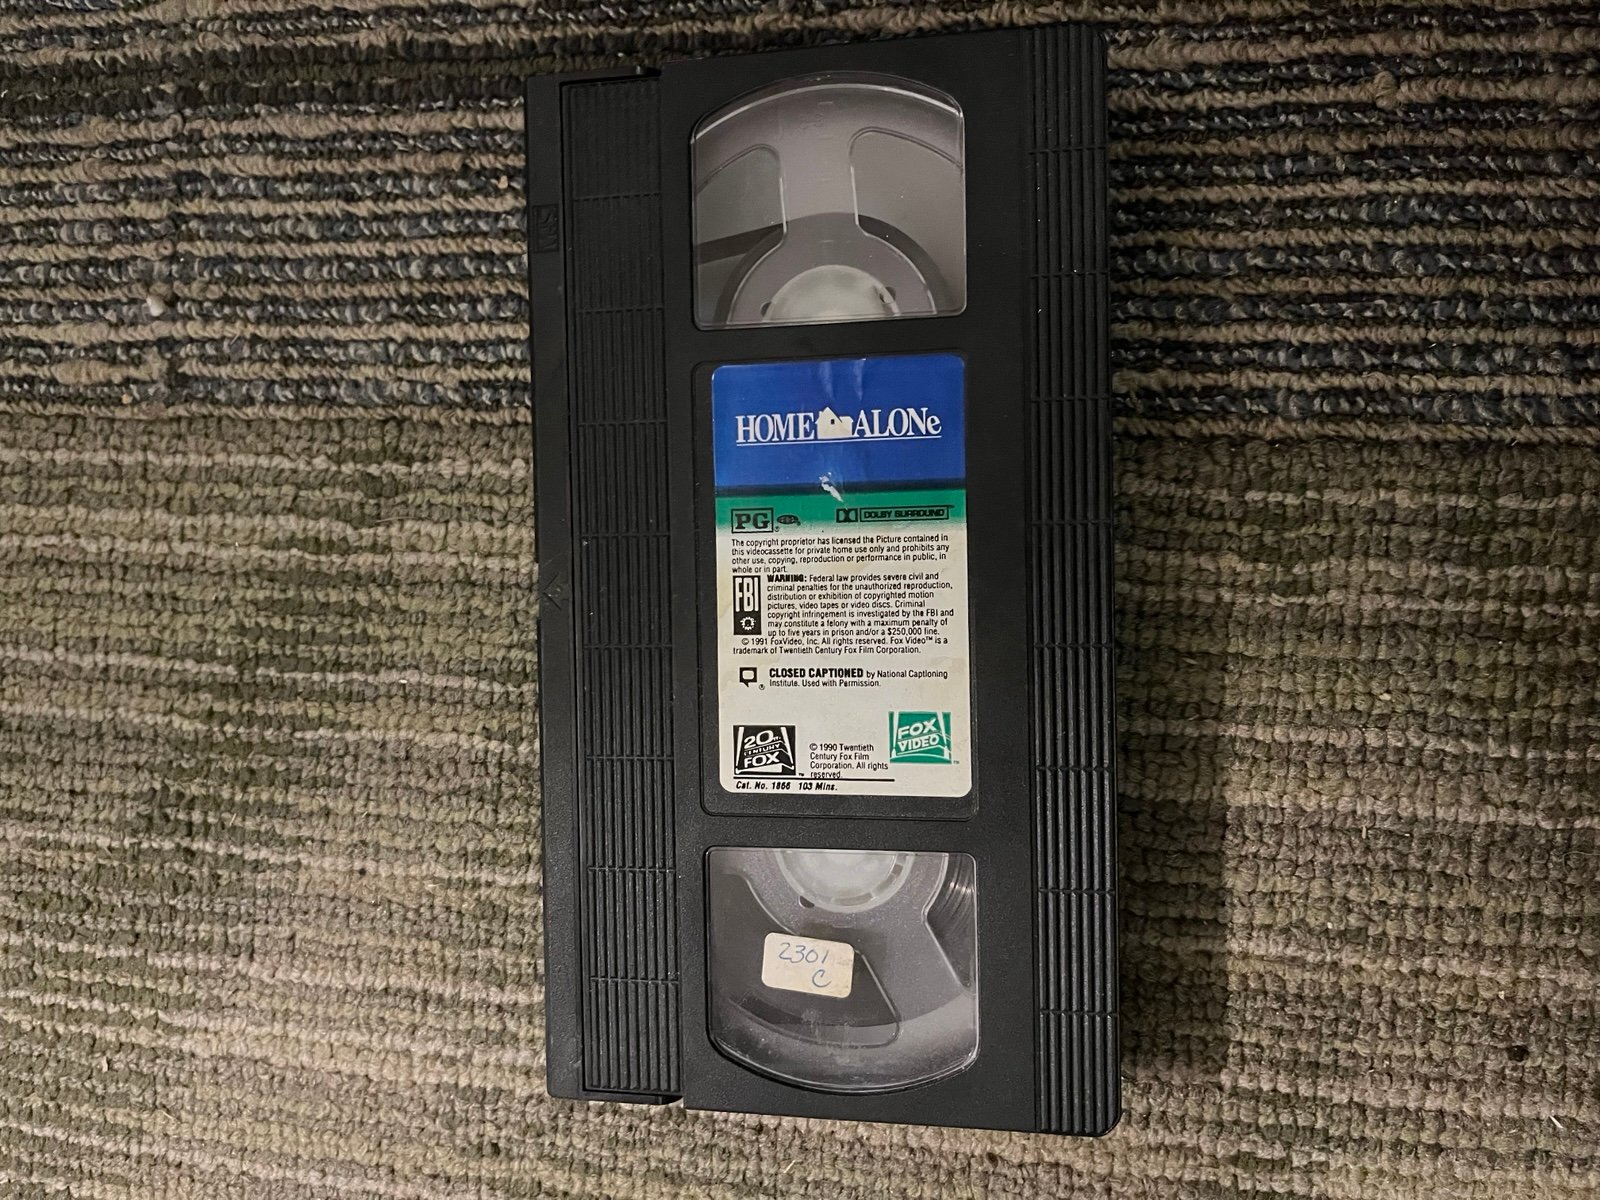 HOME ALONe
PG
DOLBY SURROUND
The copyright proprietor has licensed the Picture contained in
this videocassette for private home use only and prohibits any
other use, copying, reproduction or performance in public, in
whole or in part.
FBI
WARNING: Federal law provides severe civil and
criminal penalties for the unauthorized reproduction,
distribution or exhibition of copyrighted motion
pictures, video tapes or video discs. Criminal
copyright infringement is investigated by the FBI and
may constitute a felony with a maximum penalty of
up to five years in prison and/or a $250,000 fine.
© 1991 FoxVideo, Inc. All rights reserved. Fox Video™ is a
trademark of Twentieth Century Fox Film Corporation.
CLOSED CAPTIONED by National Captioning
Institute. Used with Permission.
®
20TH
CENTURY
FOX
™
© 1990 Twentieth
Century Fox Film
Corporation. All rights
reserved.
FOX
VIDEO
™
Cat. No. 1866 103 Mins.
2301
C